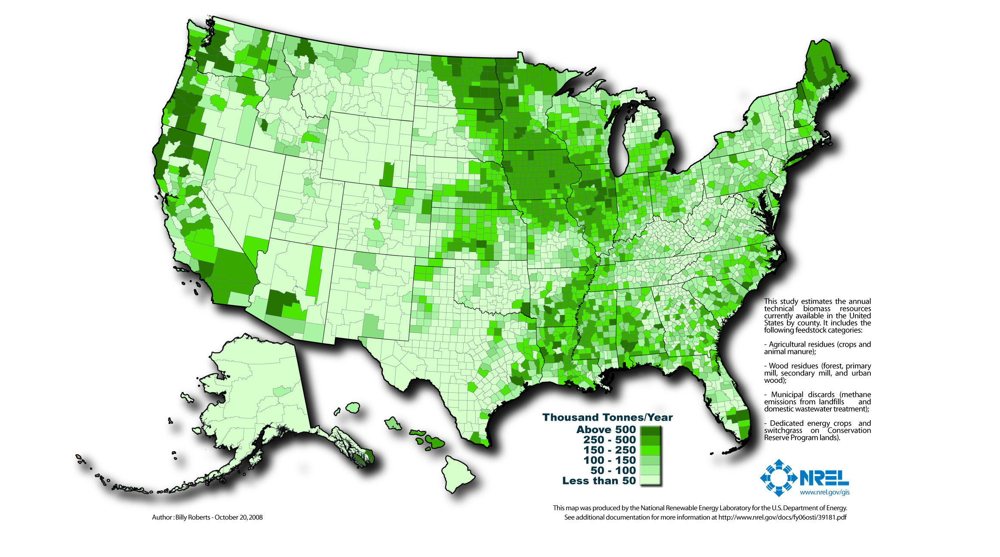 This study estimates the annual
technical biomass resources
currently available in the United
States by county. It includes the
following feedstock categories:
- Agricultural residues (crops and
animal manure);
- Wood residues (forest, primary
mill, secondary mill, and urban
wood);
- Municipal discards (methane
emissions from landfills and
domestic wastewater treatment);
- Dedicated energy crops and
switchgrass on Conservation
Reserve Program lands).
Thousand Tonnes/Year
Above 500
250 - 500
150 - 250
100 - 150
50 - 100
Less than 50
NREL
www.nrel.gov/gis
This map was produced by the National Renewable Energy Laboratory for the U.S. Department of Energy.
See additional documentation for more information at http://www.nrel.gov/docs/fy06osti/39181.pdf
Author : Billy Roberts - October 20, 2008